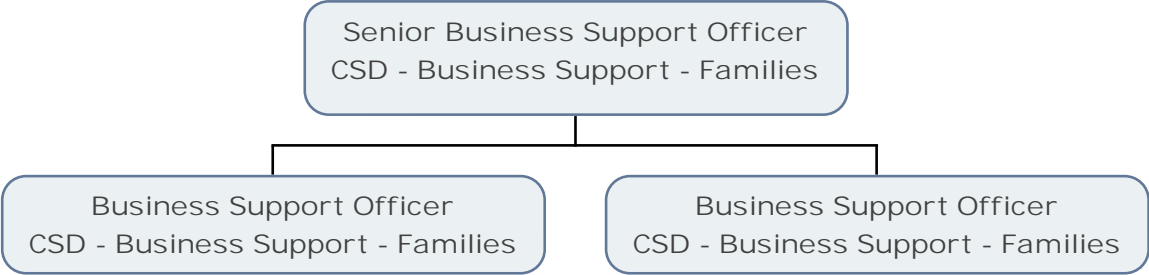 Senior Business Support Officer
CSD - Business Support - Families
Business Support Officer
CSD - Business Support - Families
Business Support Officer
CSD - Business Support - Families